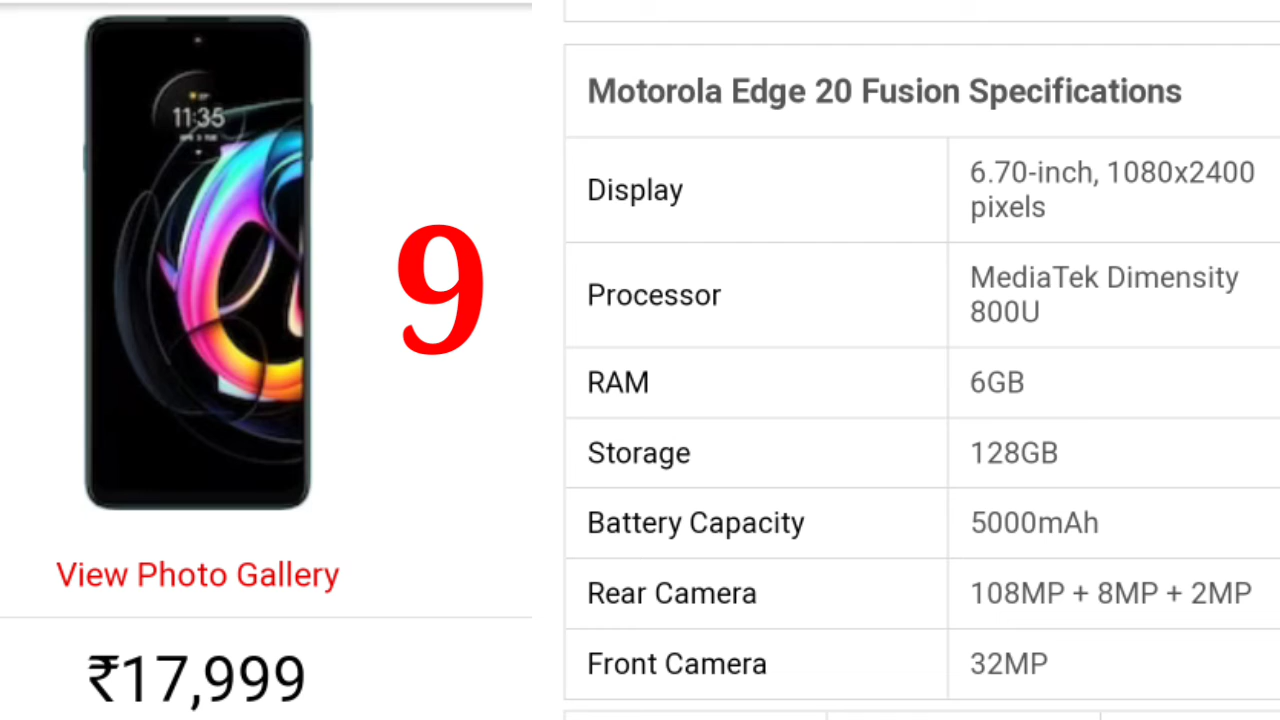 11:35
9
View Photo Gallery
₹17,999
Motorola Edge 20 Fusion Specifications
Display
6.70-inch, 1080x2400
pixels
Processor
MediaTek Dimensity
800U
RAM
6GB
Storage
128GB
Battery Capacity
5000mAh
Rear Camera
108MP + 8MP + 2MP
Front Camera
32MP